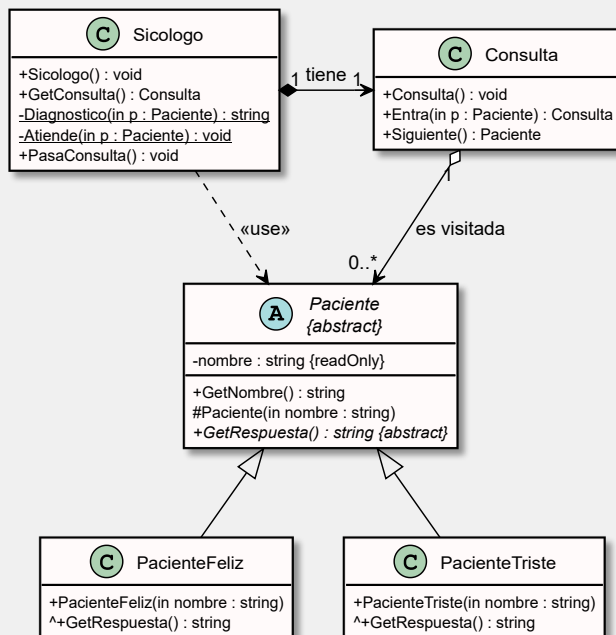 C Sicologo
+Sicologo() : void
+GetConsulta() : Consulta
-Diagnostico(in p : Paciente) : string
-Atiende(in p : Paciente) : void
+PasaConsulta() : void
1 tiene 1
C Consulta
+Consulta() : void
+Entra(in p : Paciente) : Consulta
+Siguiente() : Paciente
1
«use»
es visitada
0..*
A Paciente
{abstract}
-nombre : string {readOnly}
+GetNombre() : string
#Paciente(in nombre : string)
+GetRespuesta() : string {abstract}
C PacienteFeliz
+PacienteFeliz(in nombre : string)
^+GetRespuesta() : string
C PacienteTriste
+PacienteTriste(in nombre : string)
^+GetRespuesta() : string